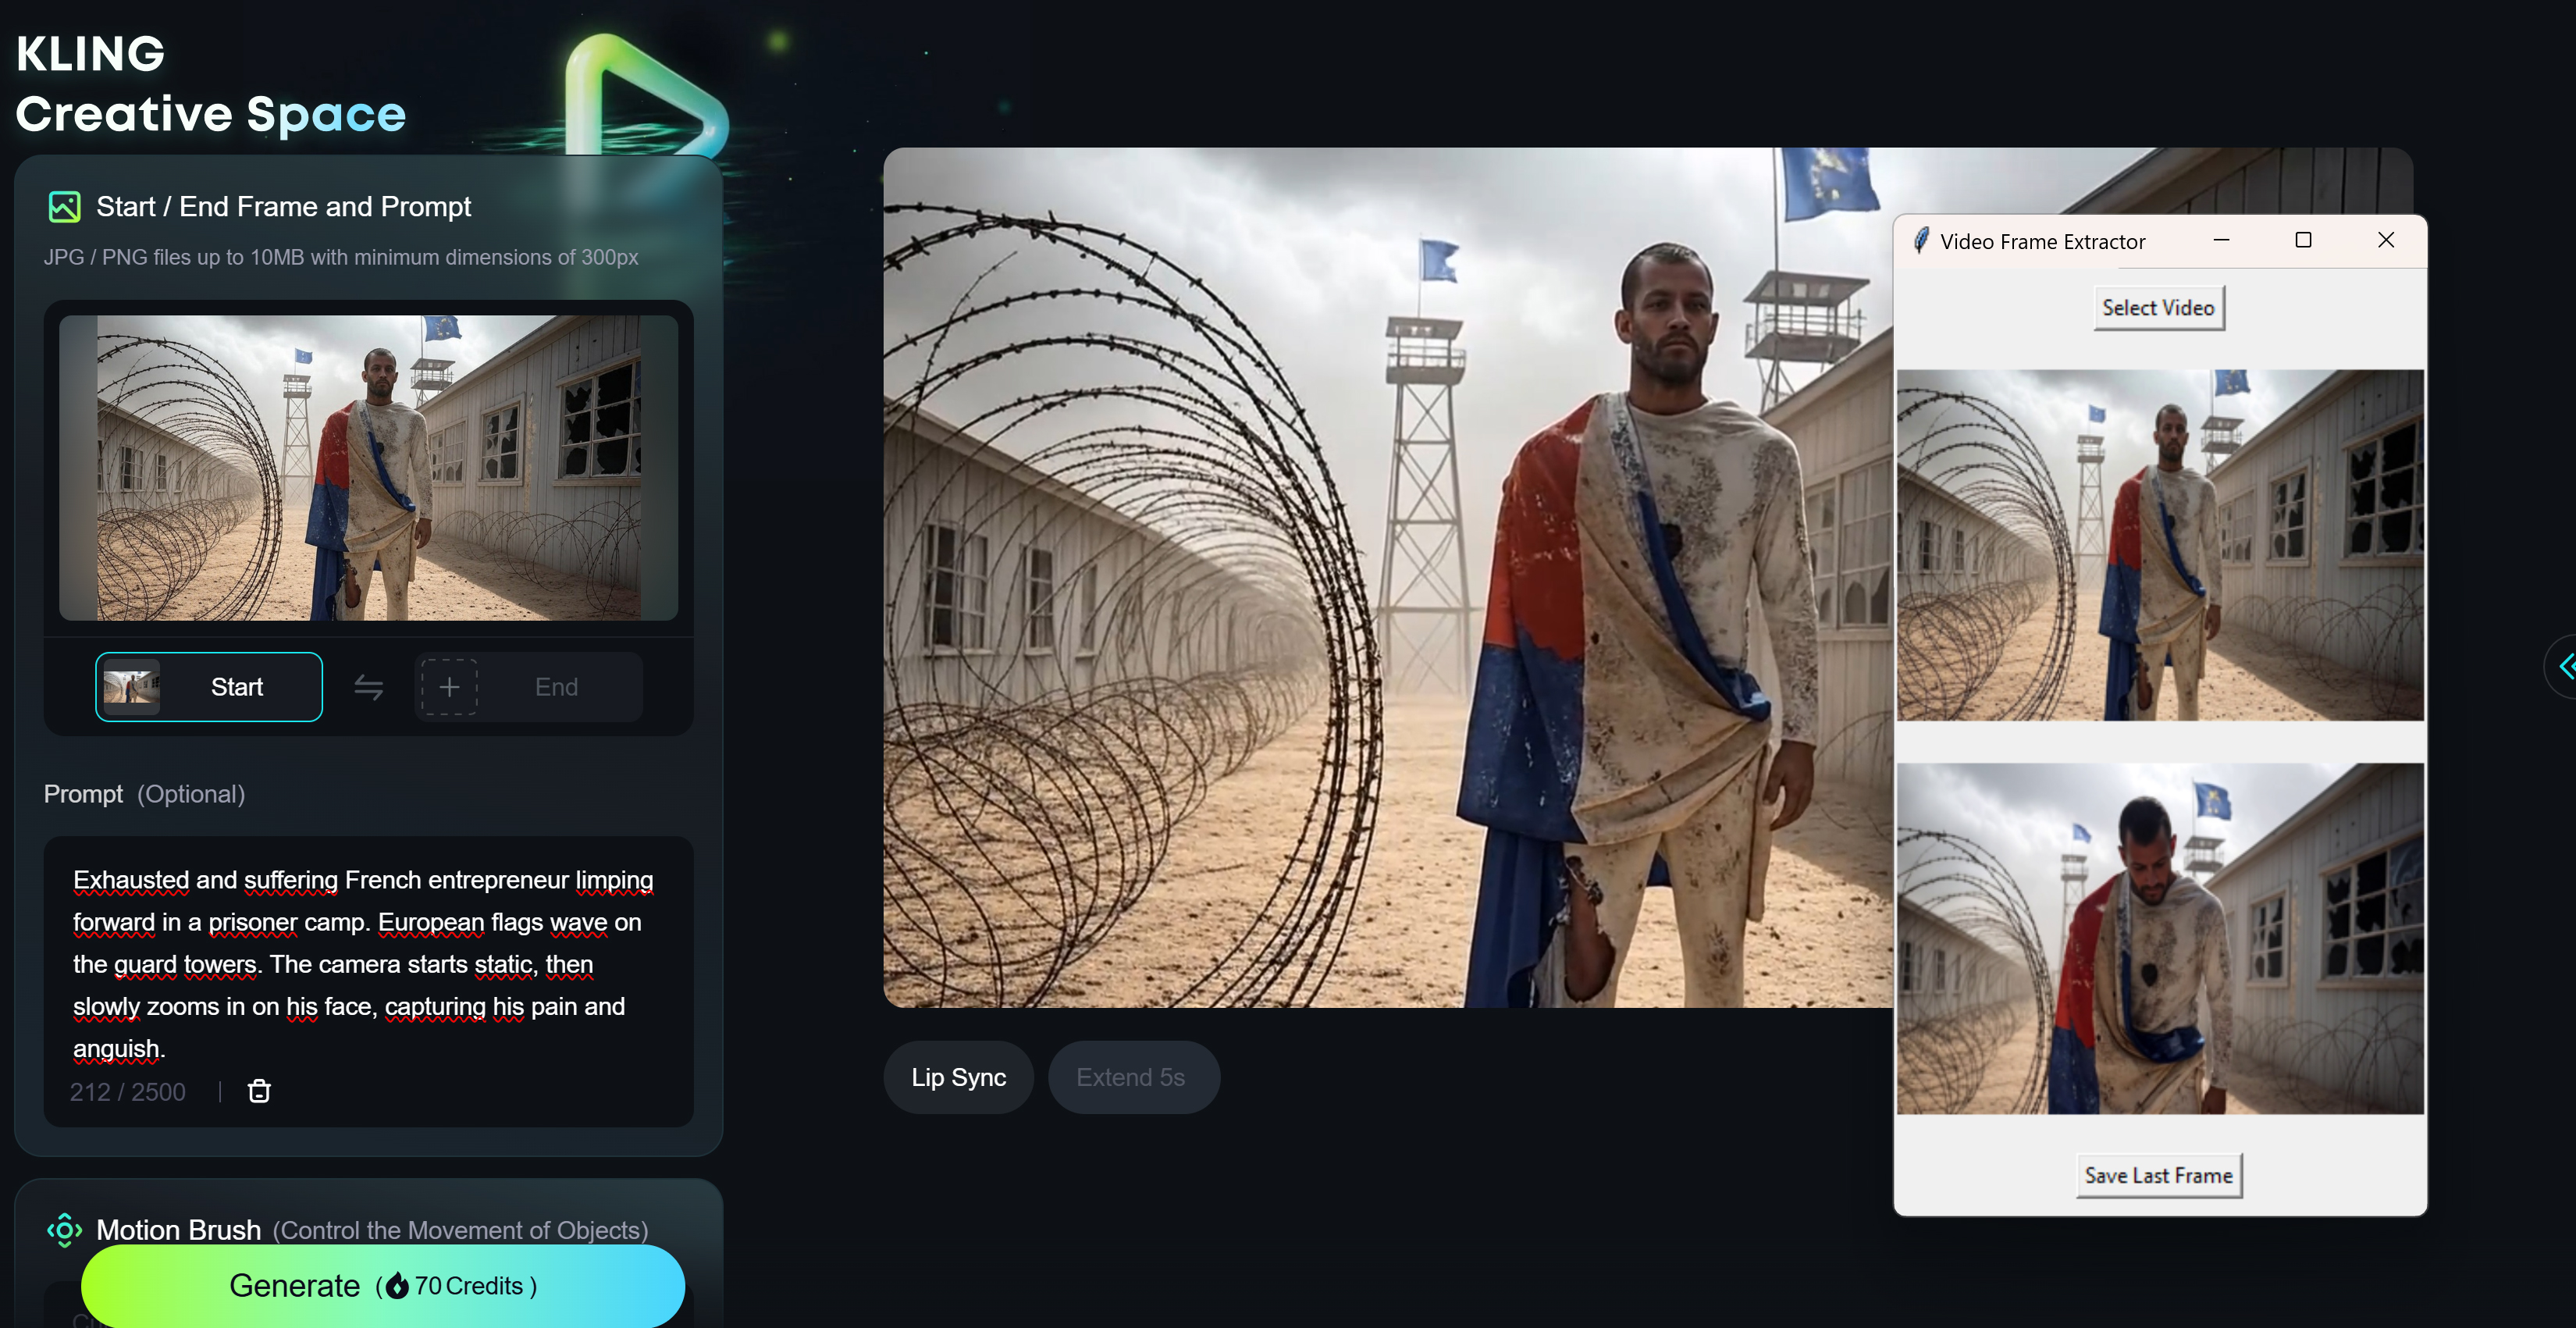 KLING
Creative Space
Start / End Frame and Prompt
JPG / PNG files up to 10MB with minimum dimensions of 300px
Start
End
Prompt (Optional)
Exhausted and suffering French entrepreneur limping
forward in a prisoner camp. European flags wave on
the guard towers. The camera starts static, then
slowly zooms in on his face, capturing his pain and
anguish.
212 / 2500
Motion Brush (Control the Movement of Objects)
Generate ( 70 Credits )
Lip Sync
Extend 5s
Video Frame Extractor
Select Video
Save Last Frame